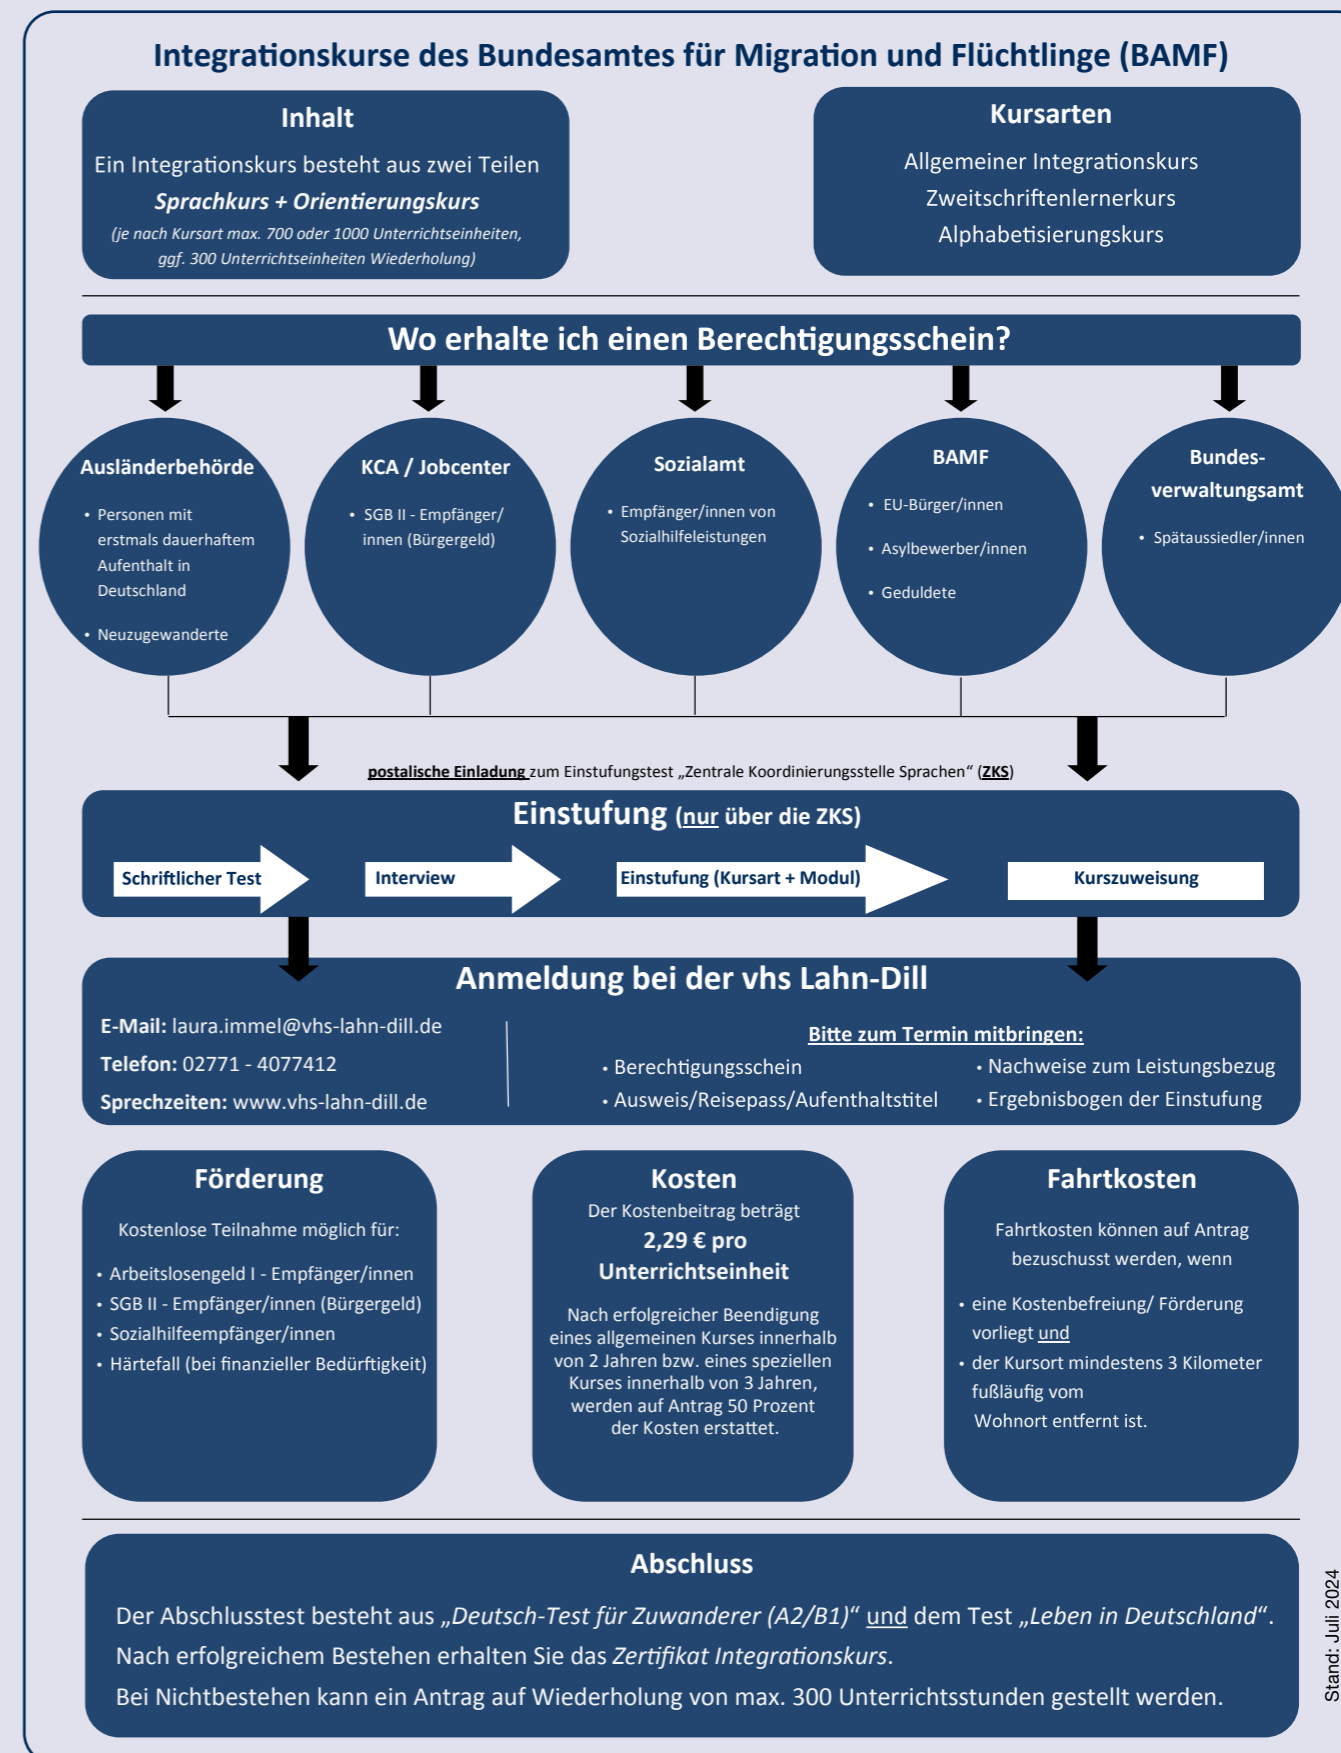 Integrationskurse des Bundesamtes für Migration und Flüchtlinge (BAMF)
Inhalt
Ein Integrationskurs besteht aus zwei Teilen
Sprachkurs + Orientierungskurs
(je nach Kursart max. 700 oder 1000 Unterrichtseinheiten,
ggf. 300 Unterrichtseinheiten Wiederholung)
Kursarten
Allgemeiner Integrationskurs
Zweitschriftenlernerkurs
Alphabetisierungskurs
Wo erhalte ich einen Berechtigungsschein?
Ausländerbehörde
• Personen mit
erstmals dauerhaftem
Aufenthalt in
Deutschland
• Neuzugewanderte
KCA / Jobcenter
• SGB II - Empfänger/
innen (Bürgergeld)
Sozialamt
• Empfänger/innen von
Sozialhilfeleistungen
BAMF
• EU-Bürger/innen
• Asylbewerber/innen
• Geduldete
Bundes-
verwaltungsamt
• Spätaussiedler/innen
postalische Einladung zum Einstufungstest „Zentrale Koordinierungsstelle Sprachen“ (ZKS)
Einstufung (nur über die ZKS)
Schriftlicher Test
Interview
Einstufung (Kursart + Modul)
Kurszuweisung
Anmeldung bei der vhs Lahn-Dill
E-Mail: laura.immel@vhs-lahn-dill.de
Telefon: 02771 - 4077412
Sprechzeiten: www.vhs-lahn-dill.de
Bitte zum Termin mitbringen:
• Berechtigungsschein
• Ausweis/Reisepass/Aufenthaltstitel
• Nachweise zum Leistungsbezug
• Ergebnisbogen der Einstufung
Förderung
Kostenlose Teilnahme möglich für:
• Arbeitslosengeld I - Empfänger/innen
• SGB II - Empfänger/innen (Bürgergeld)
• Sozialhilfeempfänger/innen
• Härtefall (bei finanzieller Bedürftigkeit)
Kosten
Der Kostenbeitrag beträgt
2,29 € pro
Unterrichtseinheit
Nach erfolgreicher Beendigung
eines allgemeinen Kurses innerhalb
von 2 Jahren bzw. eines speziellen
Kurses innerhalb von 3 Jahren,
werden auf Antrag 50 Prozent
der Kosten erstattet.
Fahrtkosten
Fahrtkosten können auf Antrag
bezuschusst werden, wenn
• eine Kostenbefreiung/ Förderung
vorliegt und
• der Kursort mindestens 3 Kilometer
fußläufig vom
Wohnort entfernt ist.
Abschluss
Der Abschlusstest besteht aus „Deutsch-Test für Zuwanderer (A2/B1)“ und dem Test „Leben in Deutschland“.
Nach erfolgreichem Bestehen erhalten Sie das Zertifikat Integrationskurs.
Bei Nichtbestehen kann ein Antrag auf Wiederholung von max. 300 Unterrichtsstunden gestellt werden.
Stand: Juli 2024